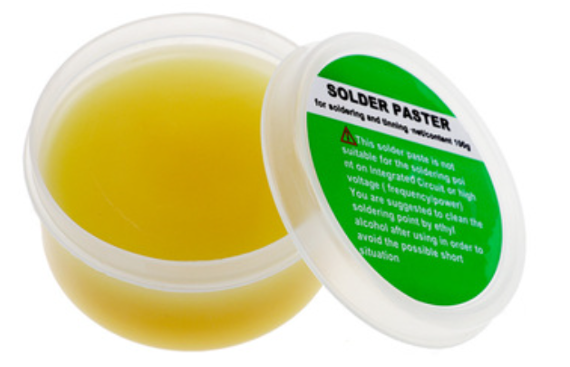 SOLDER PASTER
for soldering and tinning net/content 100g
This solder paste is not
suitable for the soldering poi
nt on Integrated Circuit or high
voltage ( frequency/power)
You are suggested to clean the
soldering point by ethyl
alcohol after using in order to
avoid the possible short
situation